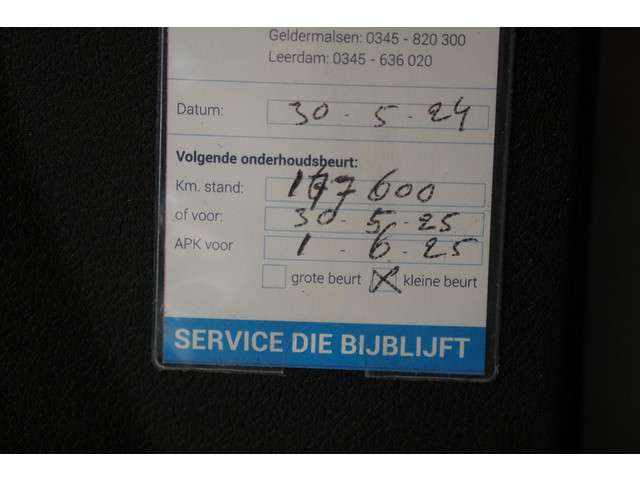 Geldermalsen: 0345 - 820 300
Leerdam: 0345 - 636 020
Datum: 30 - 5 - 24
Volgende onderhoudsbeurt:
Km. stand: 600
of voor: 30 - 5 - 25
APK voor 1 - 6 - 25
grote beurt kleine beurt
SERVICE DIE BIJBLIJFT